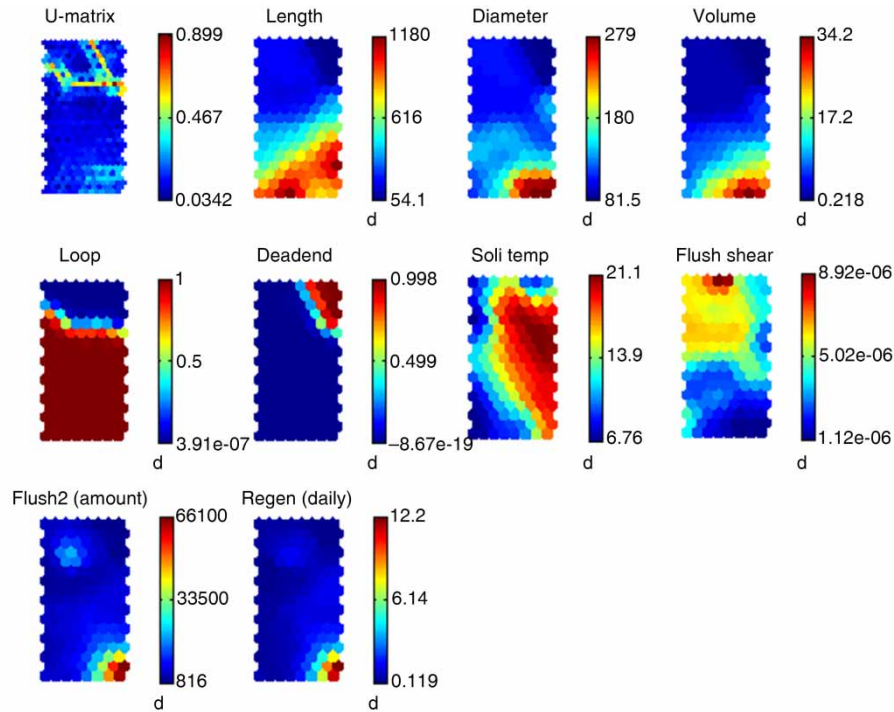 U-matrix Length Diameter Volume
0.899 1180 279 34.2
0.467 616 180 17.2
0.0342 54.1 81.5 0.218
d d d
Loop Deadend Soli temp Flush shear
1 0.998 21.1 8.92e-06
0.5 0.499 13.9 5.02e-06
3.91e-07 −8.67e-19 6.76 1.12e-06
d d d d
Flush2 (amount) Regen (daily)
66100 12.2
33500 6.14
816 0.119
d d